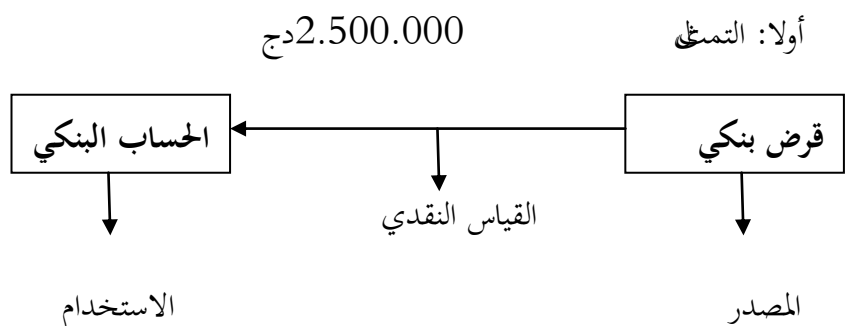 أولا: التمثيل 2.500.000دج
قرض بنكي الحساب البنكي
القياس النقدي
المصدر الاستخدام